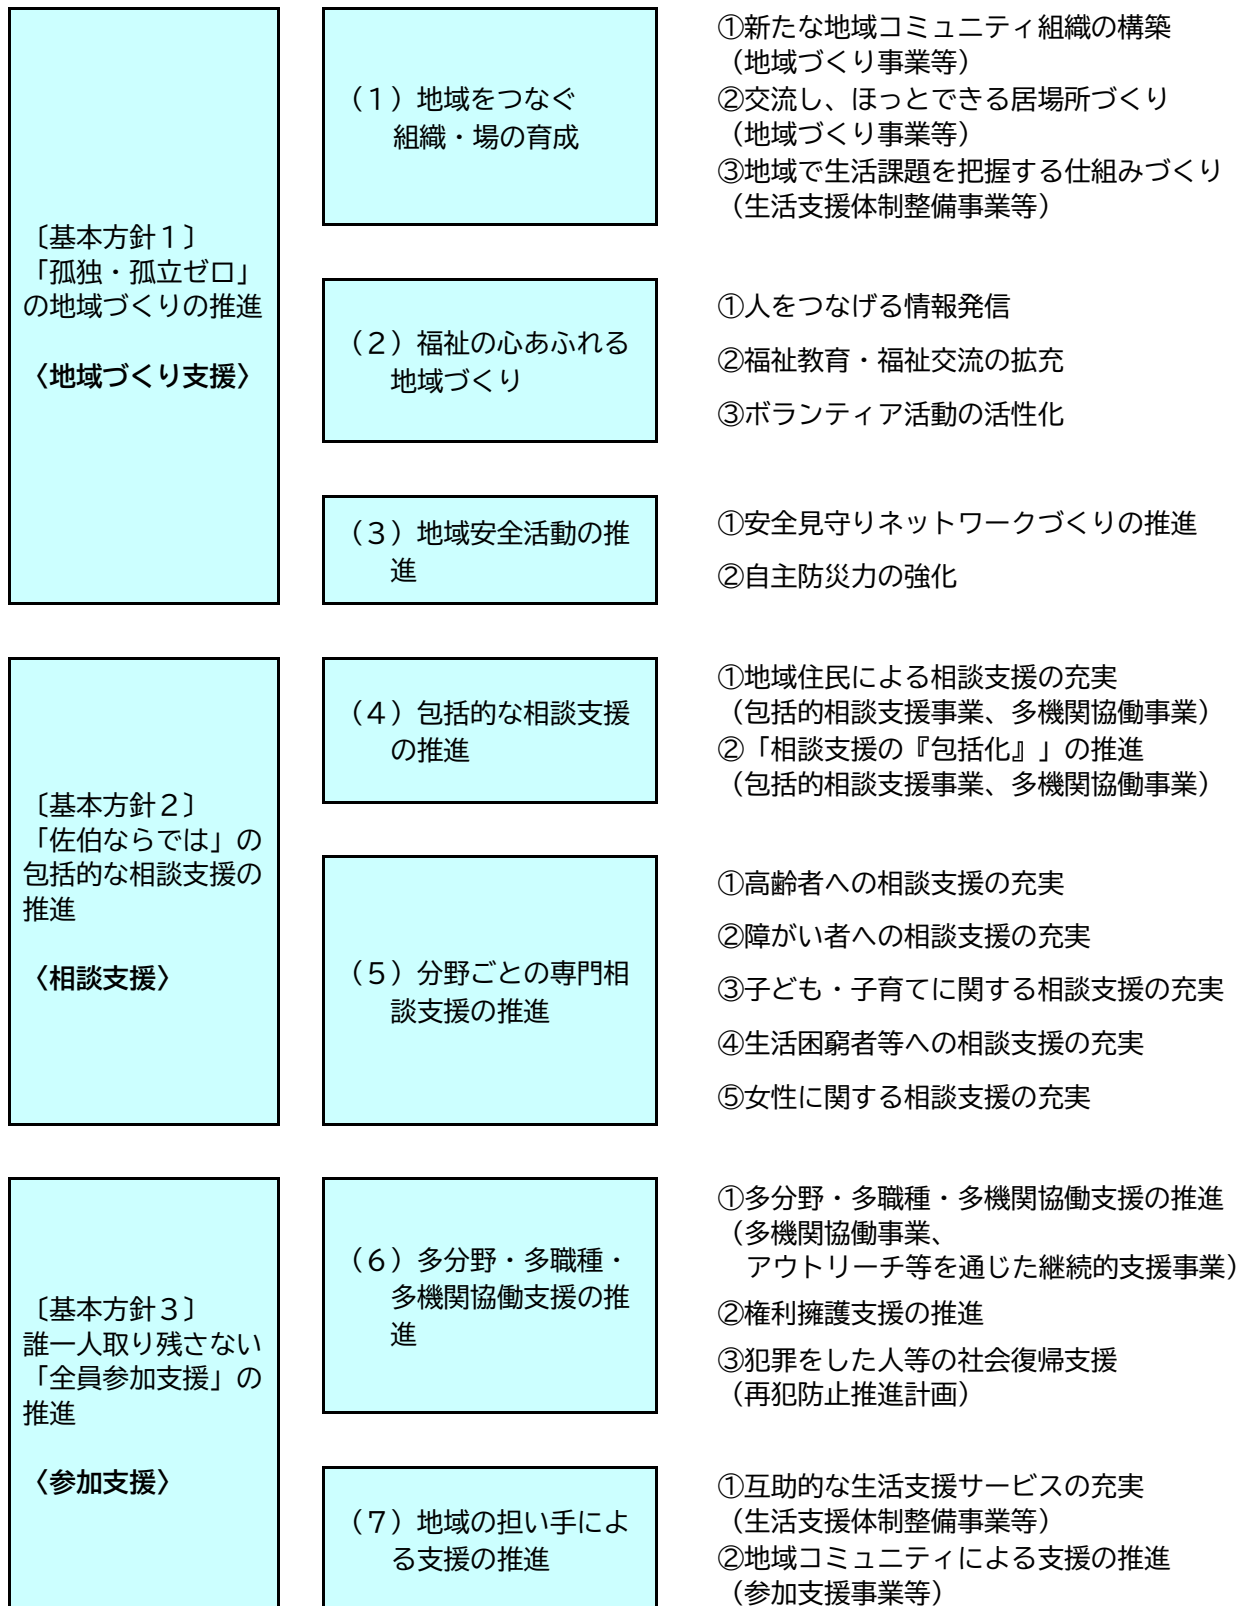 〔基本方針１〕
「孤独・孤立ゼロ」
の地域づくりの推進
〈地域づくり支援〉
（１）地域をつなぐ
組織・場の育成
①新たな地域コミュニティ組織の構築
（地域づくり事業等）
②交流し、ほっとできる居場所づくり
（地域づくり事業等）
③地域で生活課題を把握する仕組みづくり
（生活支援体制整備事業等）
（２）福祉の心あふれる
地域づくり
①人をつなげる情報発信
②福祉教育・福祉交流の拡充
③ボランティア活動の活性化
（３）地域安全活動の推
進
①安全見守りネットワークづくりの推進
②自主防災力の強化
〔基本方針２〕
「佐伯ならでは」の
包括的な相談支援の
推進
〈相談支援〉
（４）包括的な相談支援
の推進
①地域住民による相談支援の充実
（包括的相談支援事業、多機関協働事業）
②「相談支援の『包括化』」の推進
（包括的相談支援事業、多機関協働事業）
（５）分野ごとの専門相
談支援の推進
①高齢者への相談支援の充実
②障がい者への相談支援の充実
③子ども・子育てに関する相談支援の充実
④生活困窮者等への相談支援の充実
⑤女性に関する相談支援の充実
〔基本方針３〕
誰一人取り残さない
「全員参加支援」の
推進
〈参加支援〉
（６）多分野・多職種・
多機関協働支援の推
進
①多分野・多職種・多機関協働支援の推進
（多機関協働事業、
アウトリーチ等を通じた継続的支援事業）
②権利擁護支援の推進
③犯罪をした人等の社会復帰支援
（再犯防止推進計画）
（７）地域の担い手によ
る支援の推進
①互助的な生活支援サービスの充実
（生活支援体制整備事業等）
②地域コミュニティによる支援の推進
（参加支援事業等）